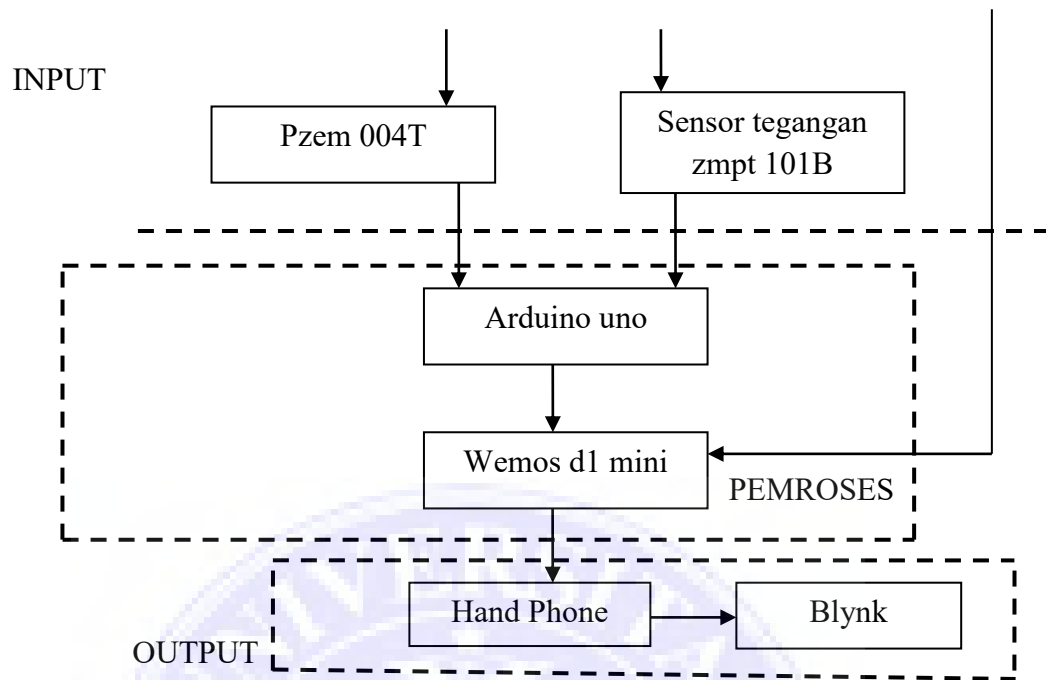 INPUT
Pzem 004T
Sensor tegangan
zmpt 101B
Arduino uno
Wemos d1 mini
PEMROSES
Hand Phone
Blynk
OUTPUT